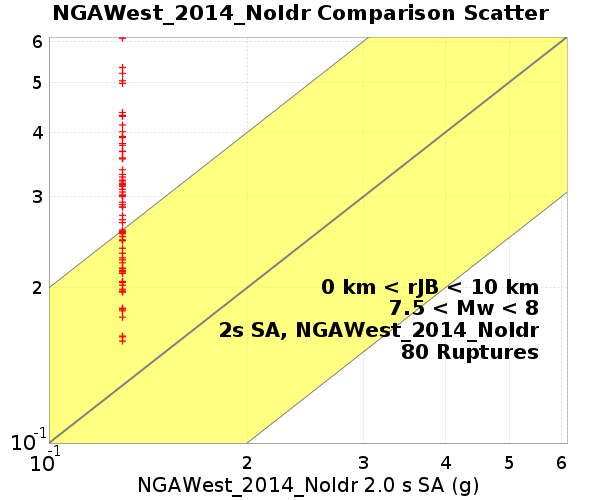 NGAWest_2014_NoIdr Comparison Scatter
6
5
4
3
2
10-1
0 km < rJB < 10 km
7.5 < Mw < 8
2s SA, NGAWest_2014_NoIdr
80 Ruptures
10-1 2 3 4 5 6
NGAWest_2014_NoIdr 2.0 s SA (g)